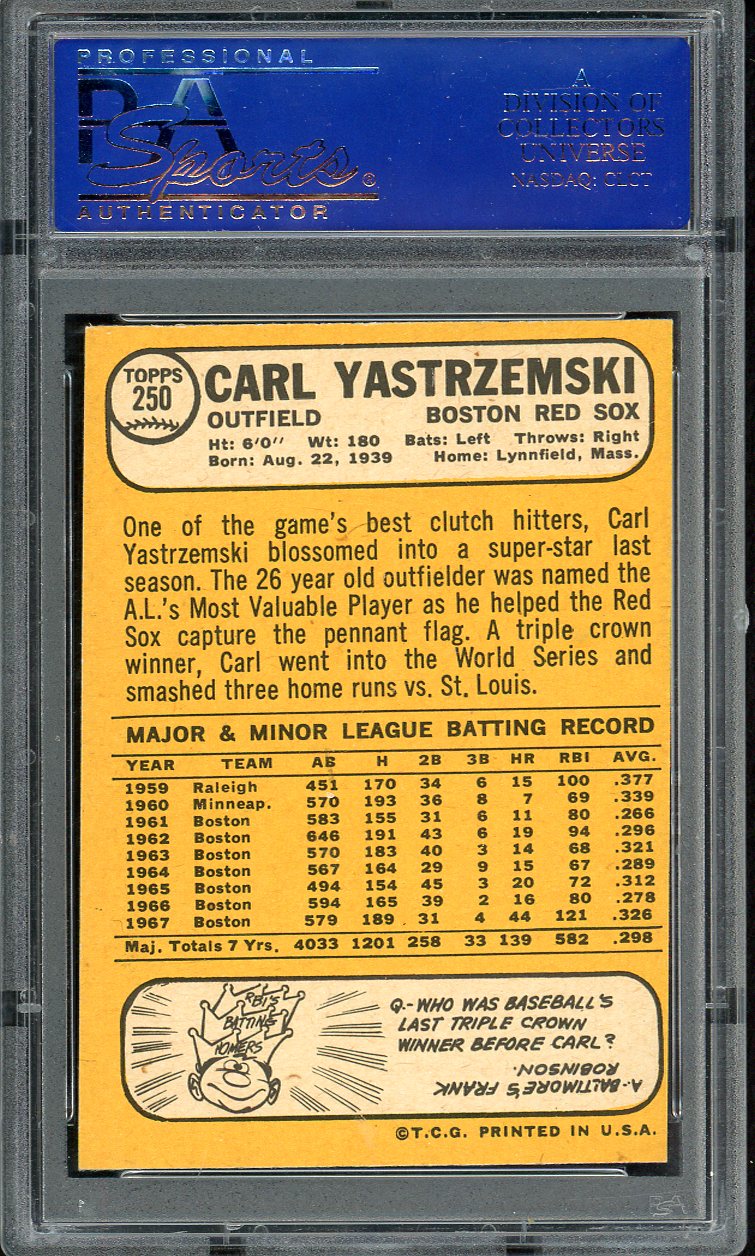 PROFESSIONAL
PSA
Sports®
AUTHENTICATOR
A
DIVISION OF
COLLECTORS
UNIVERSE
NASDAQ: CLCT
TOPPS
250
CARL YASTRZEMSKI
OUTFIELD BOSTON RED SOX
Ht: 6'0" Wt: 180 Bats: Left Throws: Right
Born: Aug. 22, 1939 Home: Lynnfield, Mass.
One of the game's best clutch hitters, Carl
Yastrzemski blossomed into a super-star last
season. The 26 year old outfielder was named the
A.L.'s Most Valuable Player as he helped the Red
Sox capture the pennant flag. A triple crown
winner, Carl went into the World Series and
smashed three home runs vs. St. Louis.
MAJOR & MINOR LEAGUE BATTING RECORD
YEAR TEAM AB H 2B 3B HR RBI AVG.
1959 Raleigh 451 170 34 6 15 100 .377
1960 Minneap. 570 193 36 8 7 69 .339
1961 Boston 583 155 31 6 11 80 .266
1962 Boston 646 191 43 6 19 94 .296
1963 Boston 570 183 40 3 14 68 .321
1964 Boston 567 164 29 9 15 67 .289
1965 Boston 494 154 45 3 20 72 .312
1966 Boston 594 165 39 2 16 80 .278
1967 Boston 579 189 31 4 44 121 .326
Maj. Totals 7 Yrs. 4033 1201 258 33 139 582 .298
RBI'S
BATTING
HOMERS
Q.-WHO WAS BASEBALL'S
LAST TRIPLE CROWN
WINNER BEFORE CARL?
A.-BALTIMORE'S FRANK
ROBINSON.
©T.C.G. PRINTED IN U.S.A.
PSA